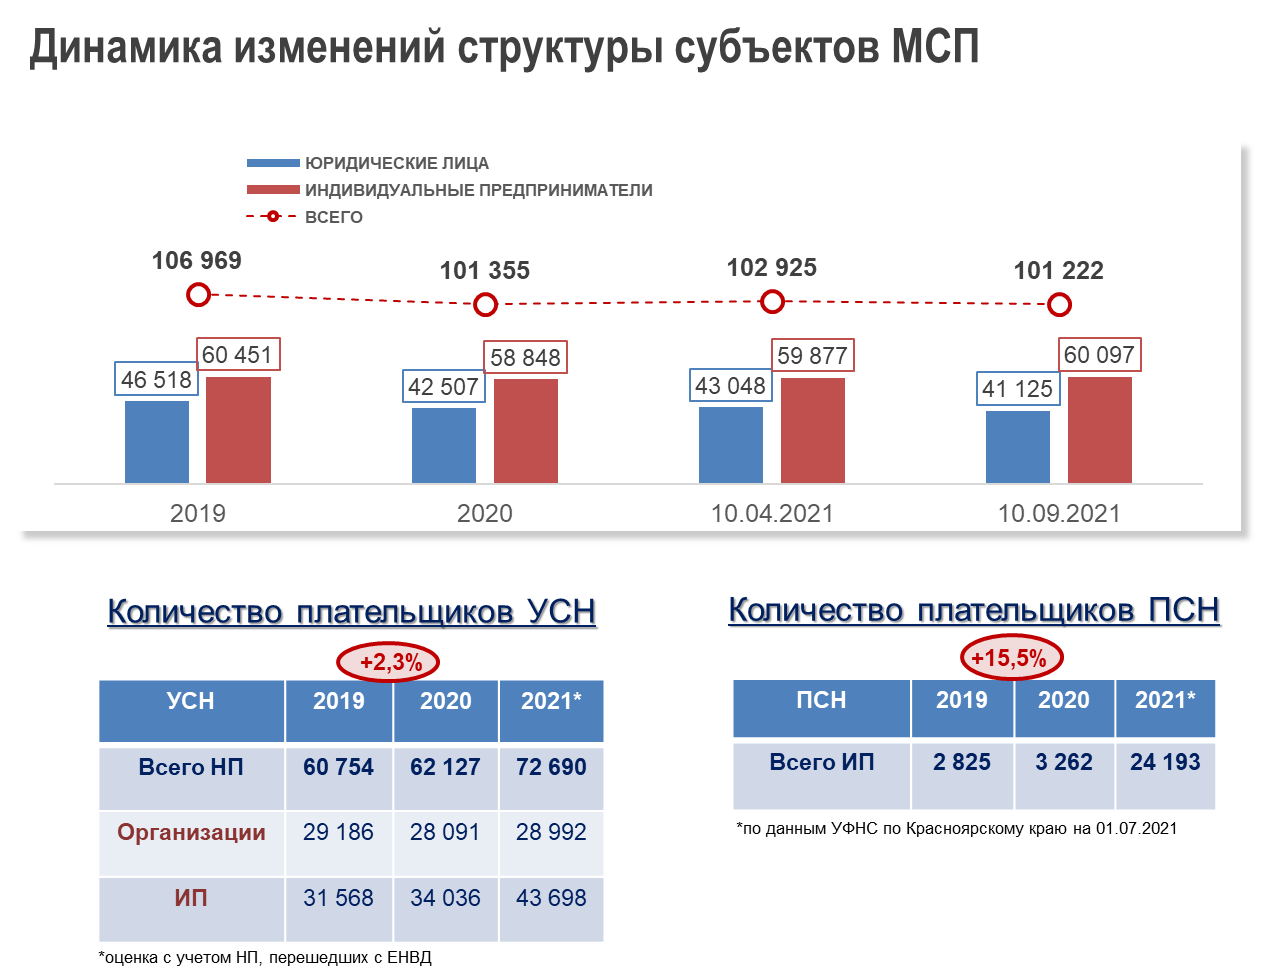 Динамика изменений структуры субъектов МСП
ЮРИДИЧЕСКИЕ ЛИЦА
ИНДИВИДУАЛЬНЫЕ ПРЕДПРИНИМАТЕЛИ
ВСЕГО
106 969 101 355 102 925 101 222
46 518 60 451 42 507 58 848 43 048 59 877 41 125 60 097
2019 2020 10.04.2021 10.09.2021
Количество плательщиков УСН
+2,3%
УСН 2019 2020 2021*
Всего НП 60 754 62 127 72 690
Организации 29 186 28 091 28 992
ИП 31 568 34 036 43 698
*оценка с учетом НП, перешедших с ЕНВД
Количество плательщиков ПСН
+15,5%
ПСН 2019 2020 2021*
Всего ИП 2 825 3 262 24 193
*по данным УФНС по Красноярскому краю на 01.07.2021